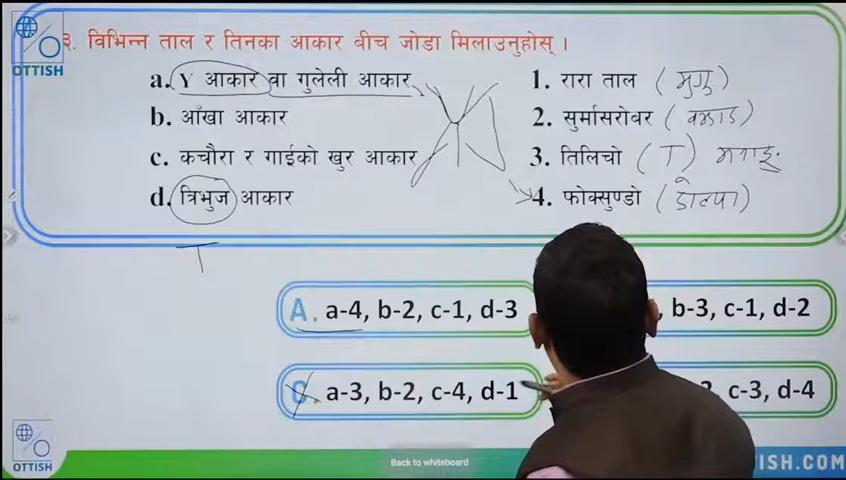 ३. विभिन्न ताल र तिनका आकार बीच जोडा मिलाउनुहोस् ।
OTTISH
a. Y आकार वा गुलेली आकार
b. आँखा आकार
c. कचौरा र गाईको खुर आकार
d. त्रिभुज आकार
T
1. रारा ताल (मुगु)
2. सुर्मासरोबर (बझाङ)
3. तिलिचो (T) मनाङ
4. फोक्सुण्डो (डोल्पा)
A. a-4, b-2, c-1, d-3
b-3, c-1, d-2
C. a-3, b-2, c-4, d-1
c-3, d-4
OTTISH
Back to whiteboard
ISH.COM